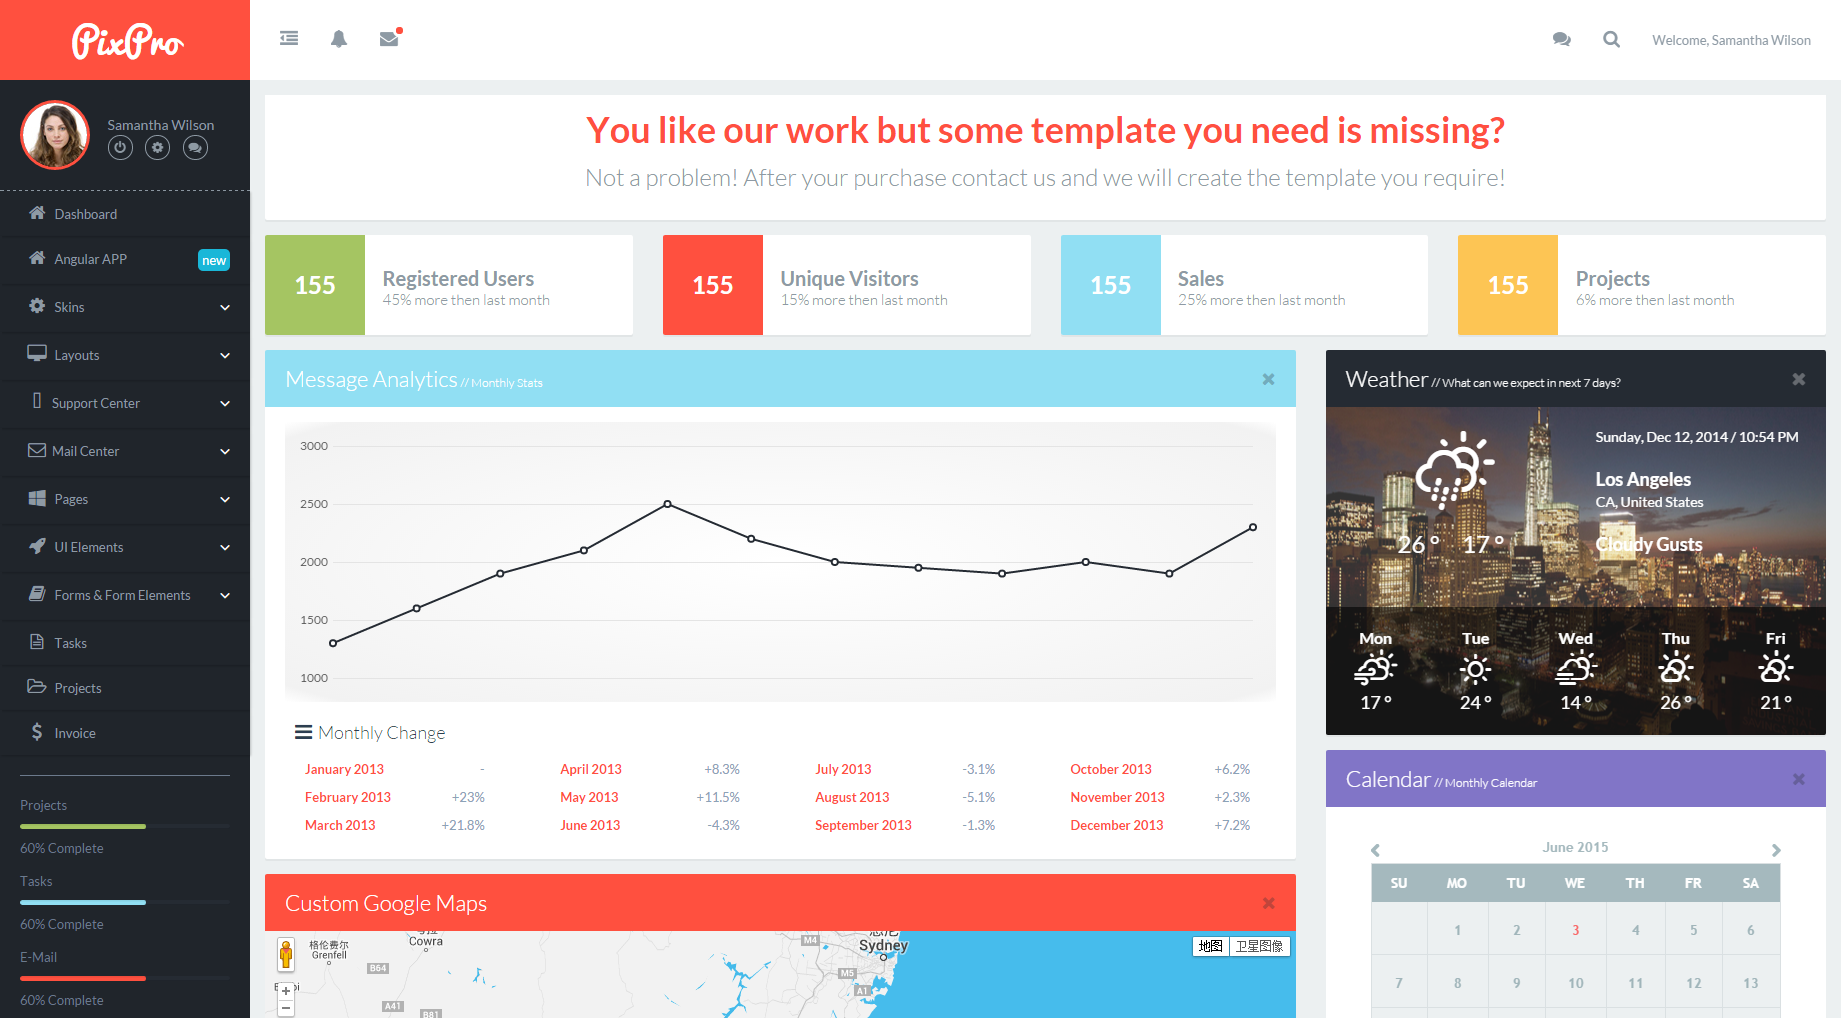 PixPro
Welcome, Samantha Wilson
Samantha Wilson
Dashboard
Angular APP new
Skins
Layouts
Support Center
Mail Center
Pages
UI Elements
Forms & Form Elements
Tasks
Projects
Invoice
Projects
60% Complete
Tasks
60% Complete
E-Mail
60% Complete
You like our work but some template you need is missing?
Not a problem! After your purchase contact us and we will create the template you require!
155 Registered Users
45% more then last month
155 Unique Visitors
15% more then last month
155 Sales
25% more then last month
155 Projects
6% more then last month
Message Analytics // Monthly Stats
3000
2500
2000
1500
1000
Monthly Change
January 2013 - April 2013 +8.3% July 2013 -3.1% October 2013 +6.2%
February 2013 +23% May 2013 +11.5% August 2013 -5.1% November 2013 +2.3%
March 2013 +21.8% June 2013 -4.3% September 2013 -1.3% December 2013 +7.2%
Custom Google Maps
格伦费尔
Grenfell
Cowra
B64
A41
B81
M4
Sydney
M5
A1
地图 卫星图像
Weather // What can we expect in next 7 days?
Sunday, Dec 12, 2014 / 10:54 PM
Los Angeles
CA, United States
26° 17° Cloudy Gusts
Mon Tue Wed Thu Fri
17° 24° 14° 26° 21°
Calendar // Monthly Calendar
June 2015
SU MO TU WE TH FR SA
1 2 3 4 5 6
7 8 9 10 11 12 13